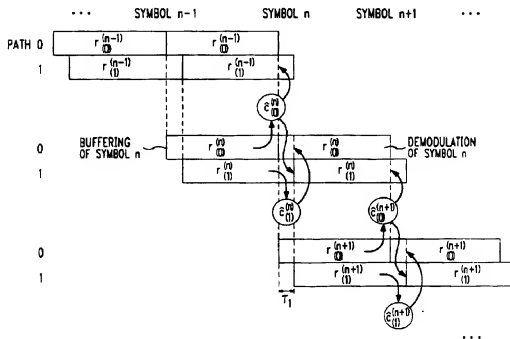 ··· SYMBOL n-1 SYMBOL n SYMBOL n+1 ···
PATH 0 r(0)(n-1) r(0)(n-1)
1 r(1)(n-1) r(1)(n-1)
ĉ(0)(n)
0 BUFFERING OF SYMBOL n r(0)(n) r(0)(n) DEMODULATION OF SYMBOL n
1 r(1)(n) r(1)(n)
ĉ(1)(n) ĉ(0)(n+1)
0 r(0)(n+1) r(0)(n+1)
1 r(1)(n+1) r(1)(n+1)
τ1
ĉ(1)(n+1)
···